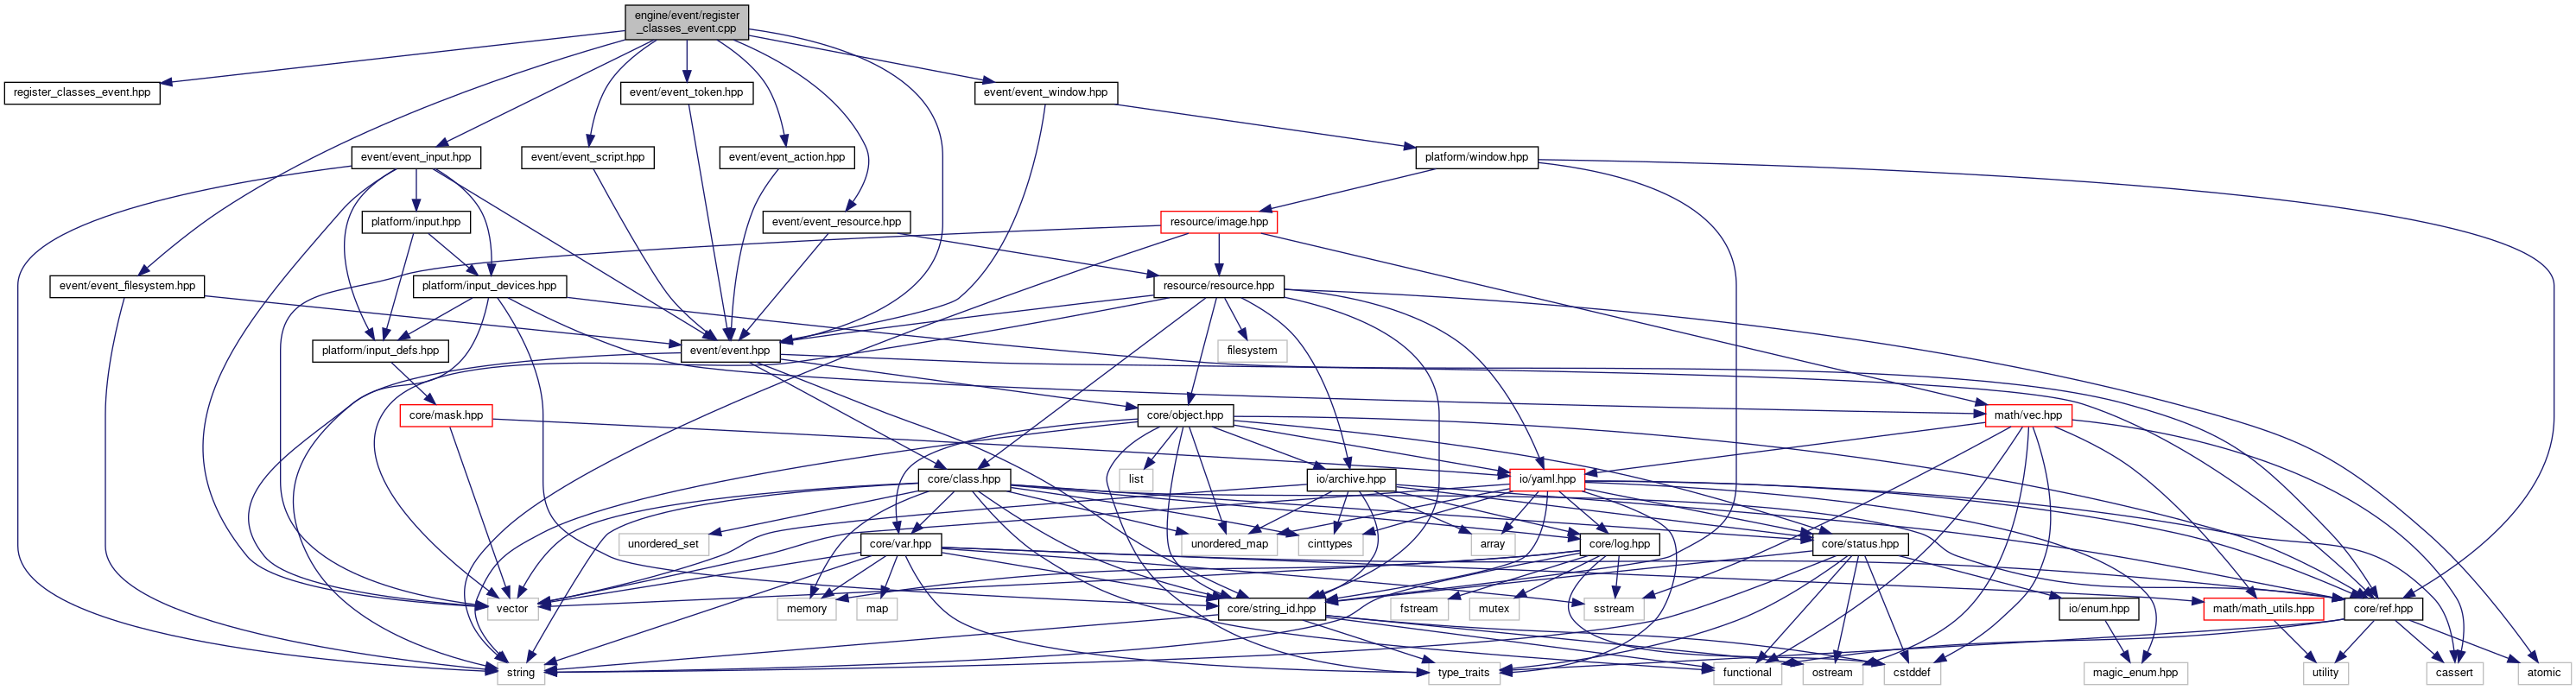 engine/event/register
_classes_event.cpp
register_classes_event.hpp
event/event_token.hpp
event/event_window.hpp
event/event_input.hpp
event/event_script.hpp
event/event_action.hpp
platform/window.hpp
platform/input.hpp
event/event_resource.hpp
resource/image.hpp
event/event_filesystem.hpp
platform/input_devices.hpp
resource/resource.hpp
platform/input_defs.hpp
event/event.hpp
filesystem
core/mask.hpp
core/object.hpp
math/vec.hpp
core/class.hpp
list
io/archive.hpp
io/yaml.hpp
unordered_set
core/var.hpp
unordered_map
cinttypes
array
core/log.hpp
core/status.hpp
vector
memory
map
core/string_id.hpp
fstream
mutex
sstream
io/enum.hpp
math/math_utils.hpp
core/ref.hpp
string
type_traits
functional
ostream
cstddef
magic_enum.hpp
utility
cassert
atomic